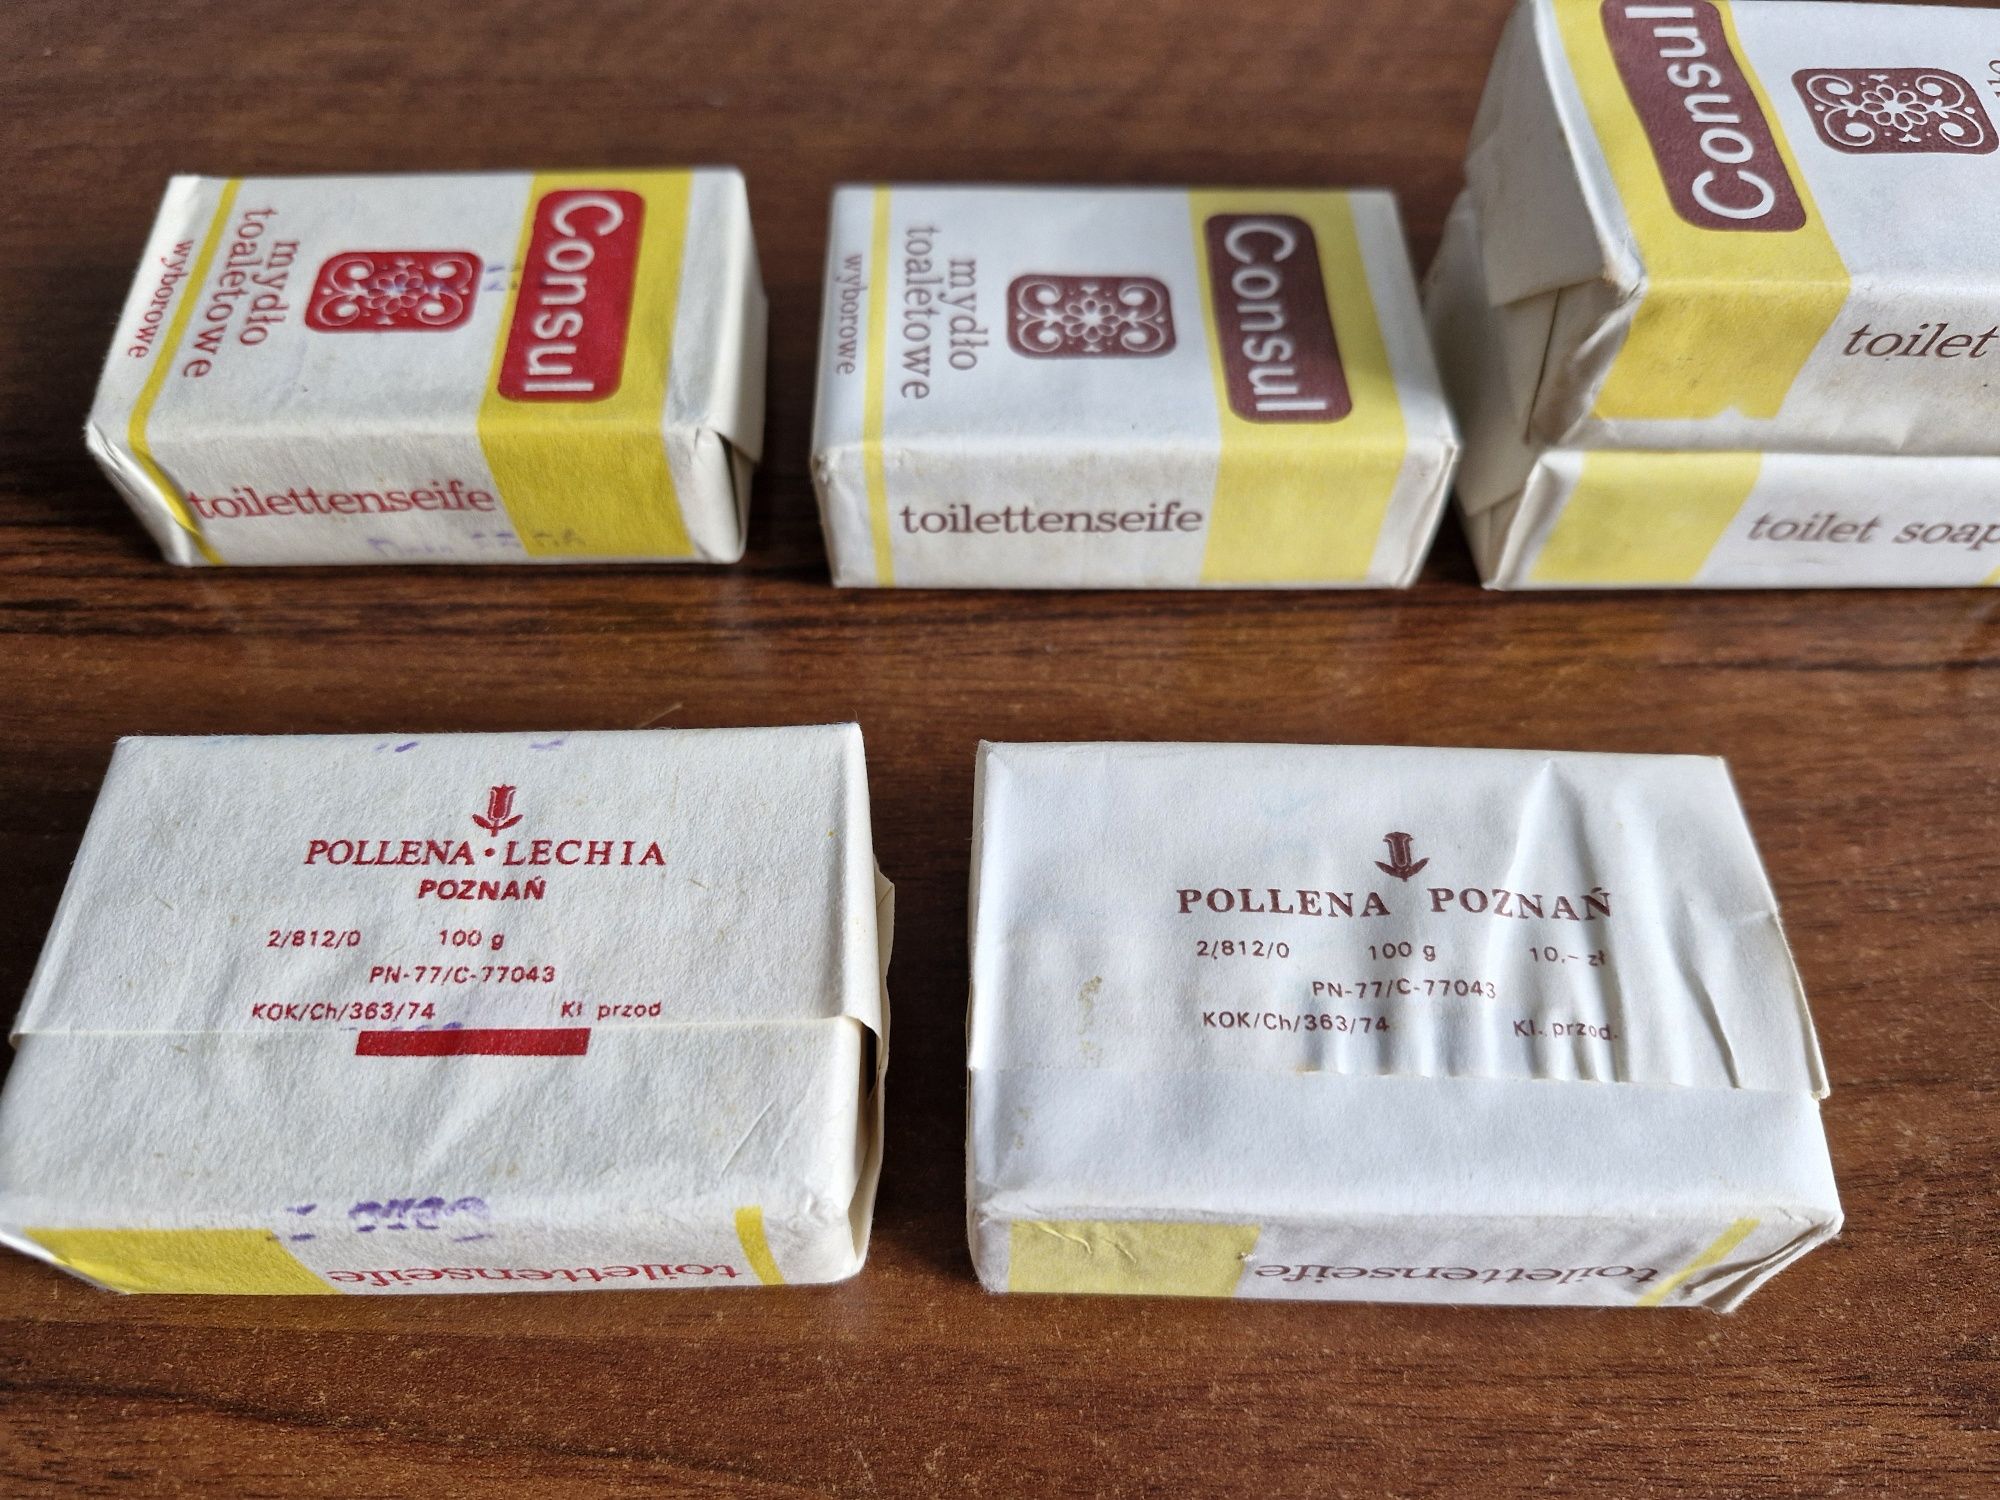 Consul
mydło
toaletowe
wyborowe
toilettenseife
Consul
mydło
toaletowe
wyborowe
toilettenseife
Consul
toilet
toilet soap
POLLENA • LECHIA
POZNAŃ
2/812/0 100 g
PN-77/C-77043
KOK/Ch/363/74 Kl przod
toilettenseife
POLLENA POZNAŃ
2/812/0 100 g 10,- zł
PN-77/C-77043
KOK/Ch/363/74 Kl. przod.
toilettenseife